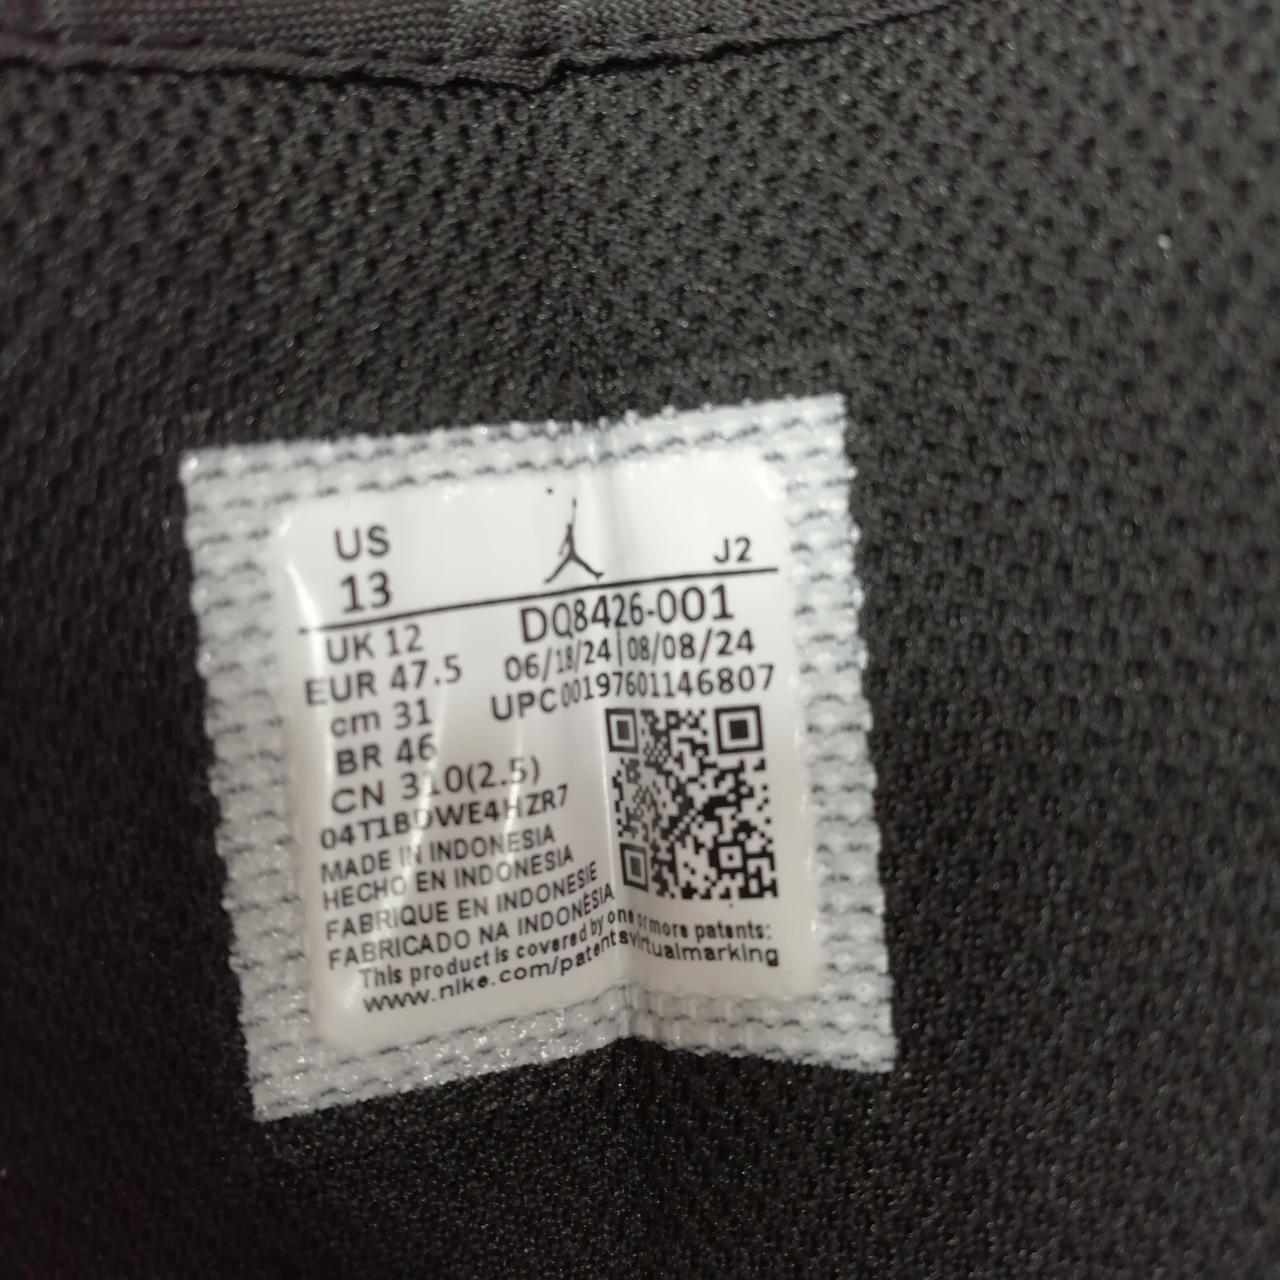 US
13
J2
UK 12
EUR 47.5
cm 31
BR 46
CN 310(2.5)
04T1BDWE4HZR7
DQ8426-001
06/18/24|08/08/24
UPC00197601146807
MADE IN INDONESIA
HECHO EN INDONESIA
FABRIQUE EN INDONESIE
FABRICADO NA INDONÉSIA
This product is covered by one or more patents:
www.nike.com/patentsvirtualmarking